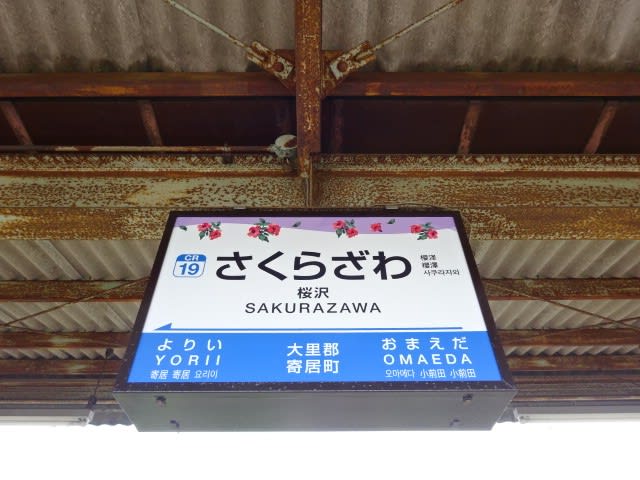 CR
19
さくらざわ
樱泽
櫻澤
사쿠라자와
桜沢
SAKURAZAWA
よりい
YORII
寄居 寄居 요리이
大里郡
寄居町
おまえだ
OMAEDA
오마에다 小前田 小前田